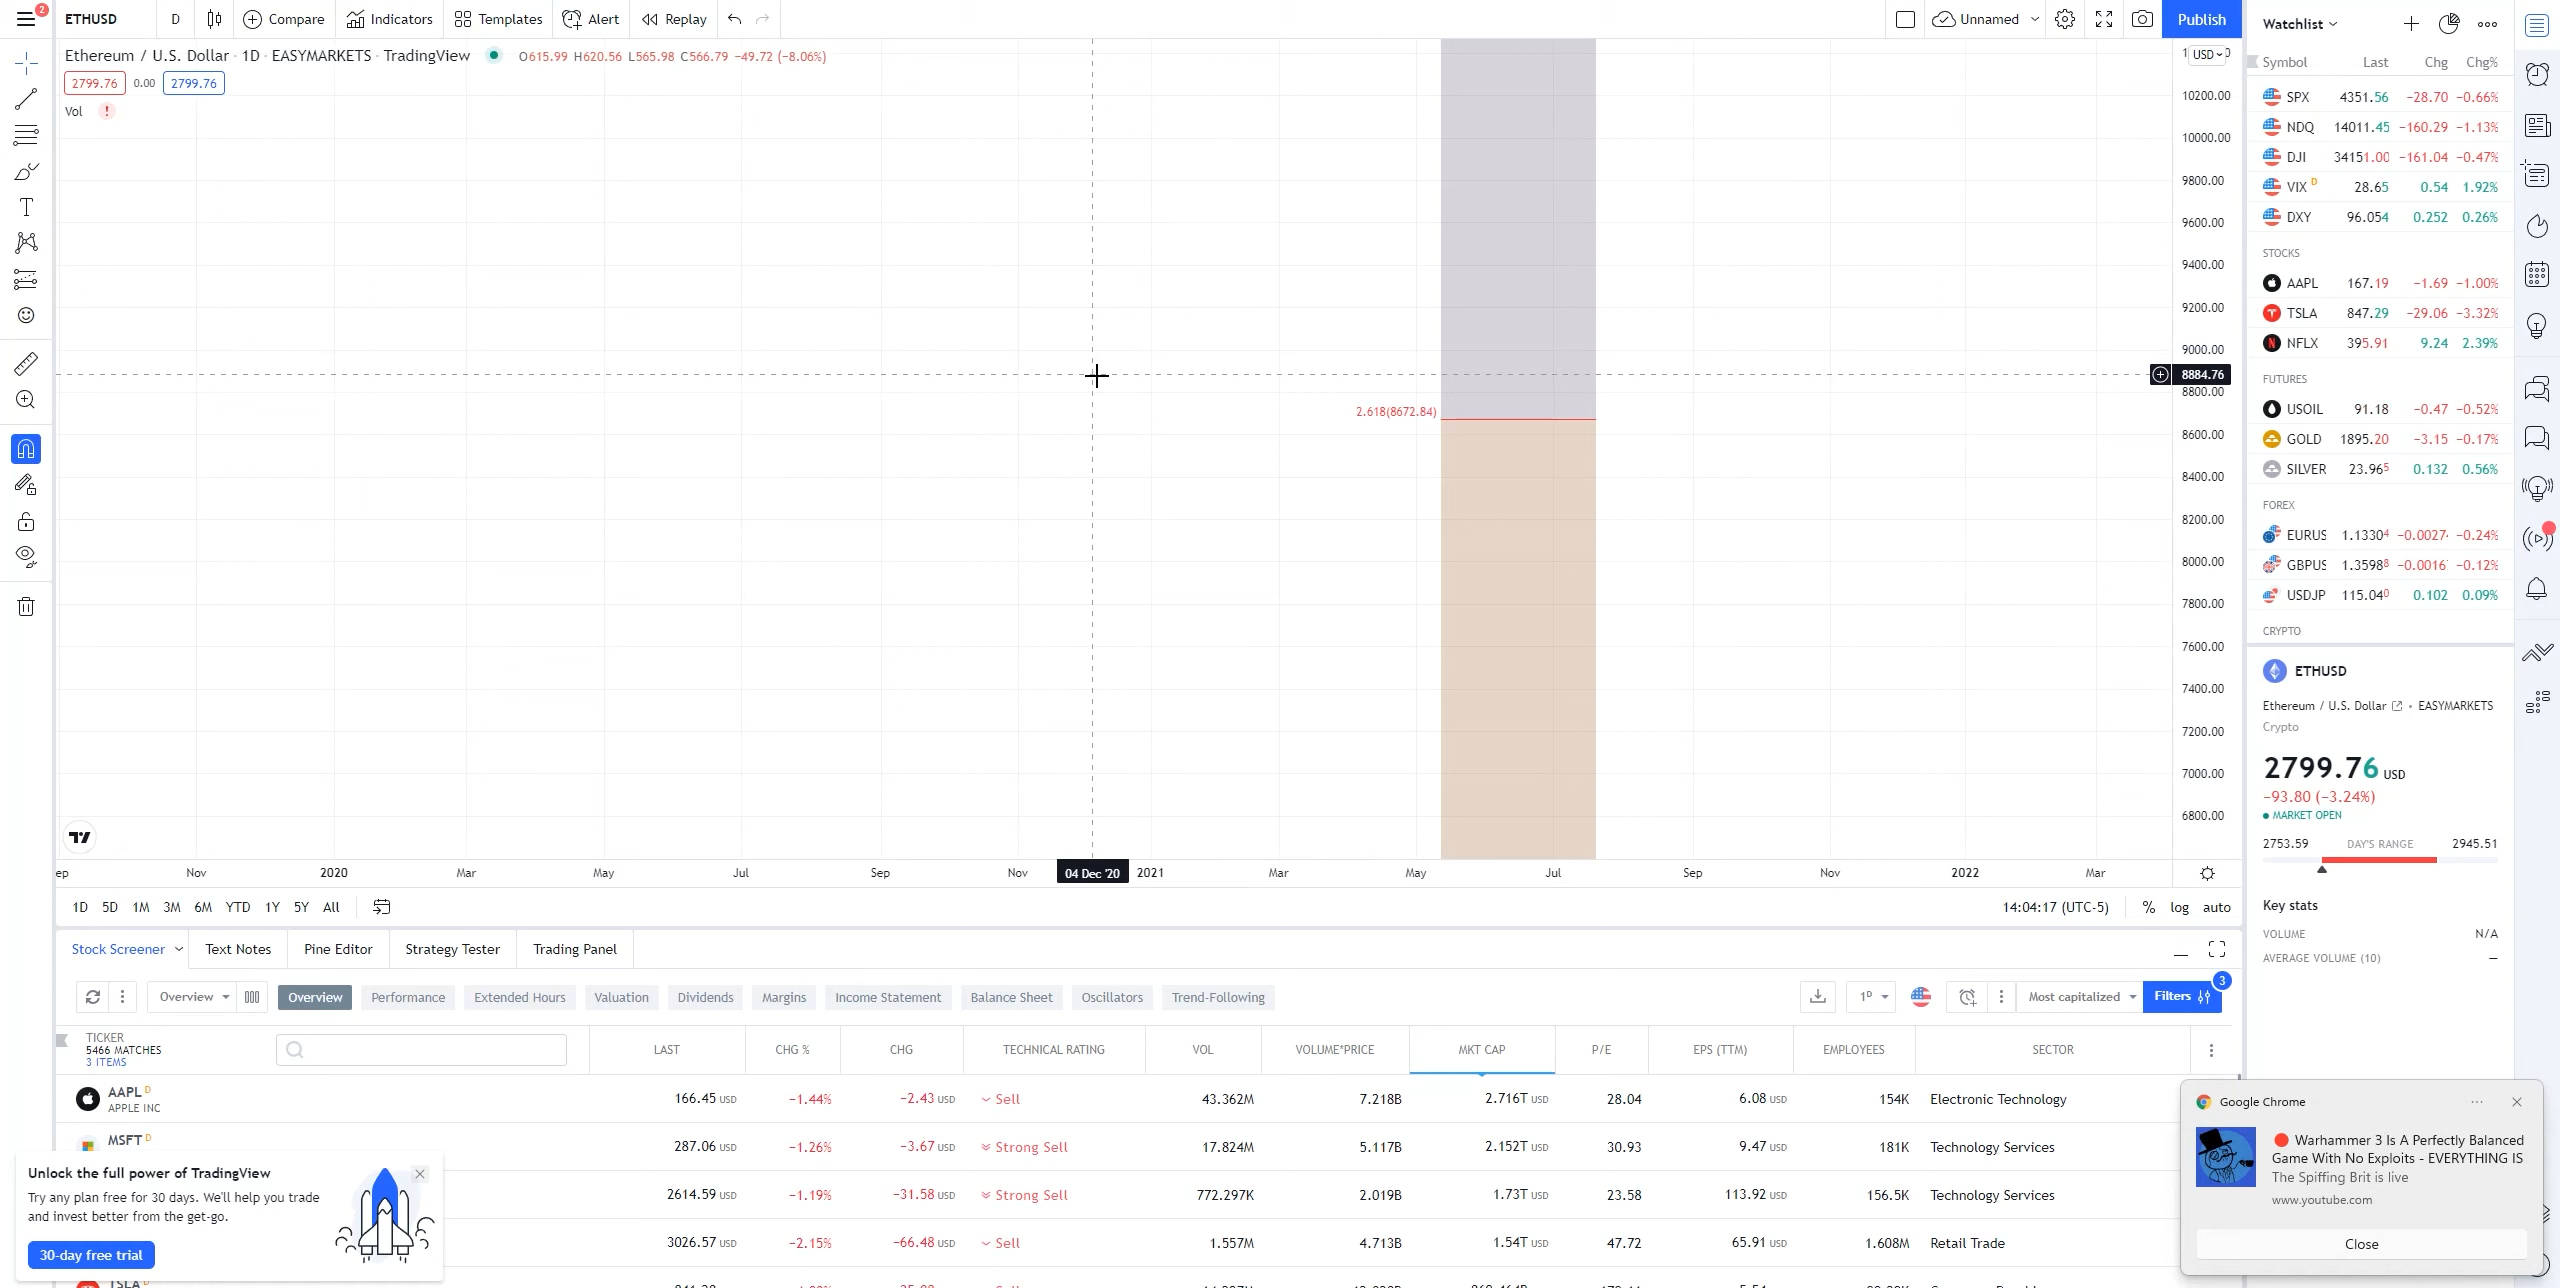 2
ETHUSD D Compare Indicators Templates Alert Replay Unnamed Publish
Ethereum / U.S. Dollar · 1D · EASYMARKETS · TradingView O615.99 H620.56 L565.98 C566.79 −49.72 (−8.06%)
2799.76 0.00 2799.76
Vol !
USD
10200.00
10000.00
9800.00
9600.00
9400.00
9200.00
9000.00
8884.76
8800.00
2.618(8672.84)
8600.00
8400.00
8200.00
8000.00
7800.00
7600.00
7400.00
7200.00
7000.00
6800.00
ep Nov 2020 Mar May Jul Sep Nov 04 Dec '20 2021 Mar May Jul Sep Nov 2022 Mar
1D 5D 1M 3M 6M YTD 1Y 5Y All 14:04:17 (UTC-5) % log auto
Stock Screener Text Notes Pine Editor Strategy Tester Trading Panel
Overview Overview Performance Extended Hours Valuation Dividends Margins Income Statement Balance Sheet Oscillators Trend-Following 1D Most capitalized Filters 3
TICKER
5466 MATCHES
3 ITEMS
LAST CHG % CHG TECHNICAL RATING VOL VOLUME*PRICE MKT CAP P/E EPS (TTM) EMPLOYEES SECTOR
AAPL D
APPLE INC
166.45 USD −1.44% −2.43 USD Sell 43.362M 7.218B 2.716T USD 28.04 6.08 USD 154K Electronic Technology
MSFT D
287.06 USD −1.26% −3.67 USD Strong Sell 17.824M 5.117B 2.152T USD 30.93 9.47 USD 181K Technology Services
2614.59 USD −1.19% −31.58 USD Strong Sell 772.297K 2.019B 1.73T USD 23.58 113.92 USD 156.5K Technology Services
3026.57 USD −2.15% −66.48 USD Sell 1.557M 4.713B 1.54T USD 47.72 65.91 USD 1.608M Retail Trade
TSLA D
Unlock the full power of TradingView
Try any plan free for 30 days. We'll help you trade
and invest better from the get-go.
30-day free trial
Watchlist
Symbol Last Chg Chg%
SPX 4351.56 −28.70 −0.66%
NDQ 14011.45 −160.29 −1.13%
DJI 34151.00 −161.04 −0.47%
VIX D 28.65 0.54 1.92%
DXY 96.054 0.252 0.26%
STOCKS
AAPL 167.19 −1.69 −1.00%
TSLA 847.29 −29.06 −3.32%
NFLX 395.91 9.24 2.39%
FUTURES
USOIL 91.18 −0.47 −0.52%
GOLD 1895.20 −3.15 −0.17%
SILVER 23.965 0.132 0.56%
FOREX
EURUS 1.13304 −0.0027 −0.24%
GBPUS 1.35988 −0.0016 −0.12%
USDJP 115.040 0.102 0.09%
CRYPTO
ETHUSD
Ethereum / U.S. Dollar • EASYMARKETS
Crypto
2799.76 USD
−93.80 (−3.24%)
MARKET OPEN
2753.59 DAY'S RANGE 2945.51
Key stats
VOLUME N/A
AVERAGE VOLUME (10) —
Google Chrome
Warhammer 3 Is A Perfectly Balanced
Game With No Exploits - EVERYTHING IS
The Spiffing Brit is live
www.youtube.com
Close